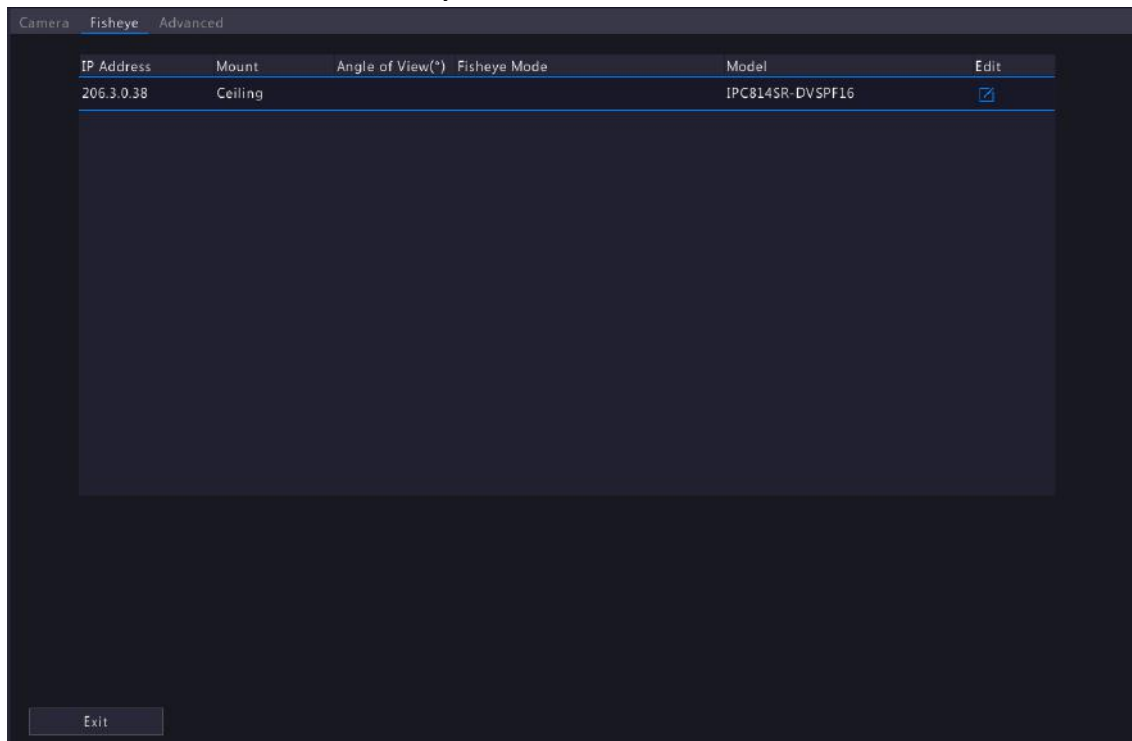 Camera Fisheye Advanced
IP Address Mount Angle of View(°) Fisheye Mode Model Edit
206.3.0.38 Ceiling IPC814SR-DVSPF16
Exit